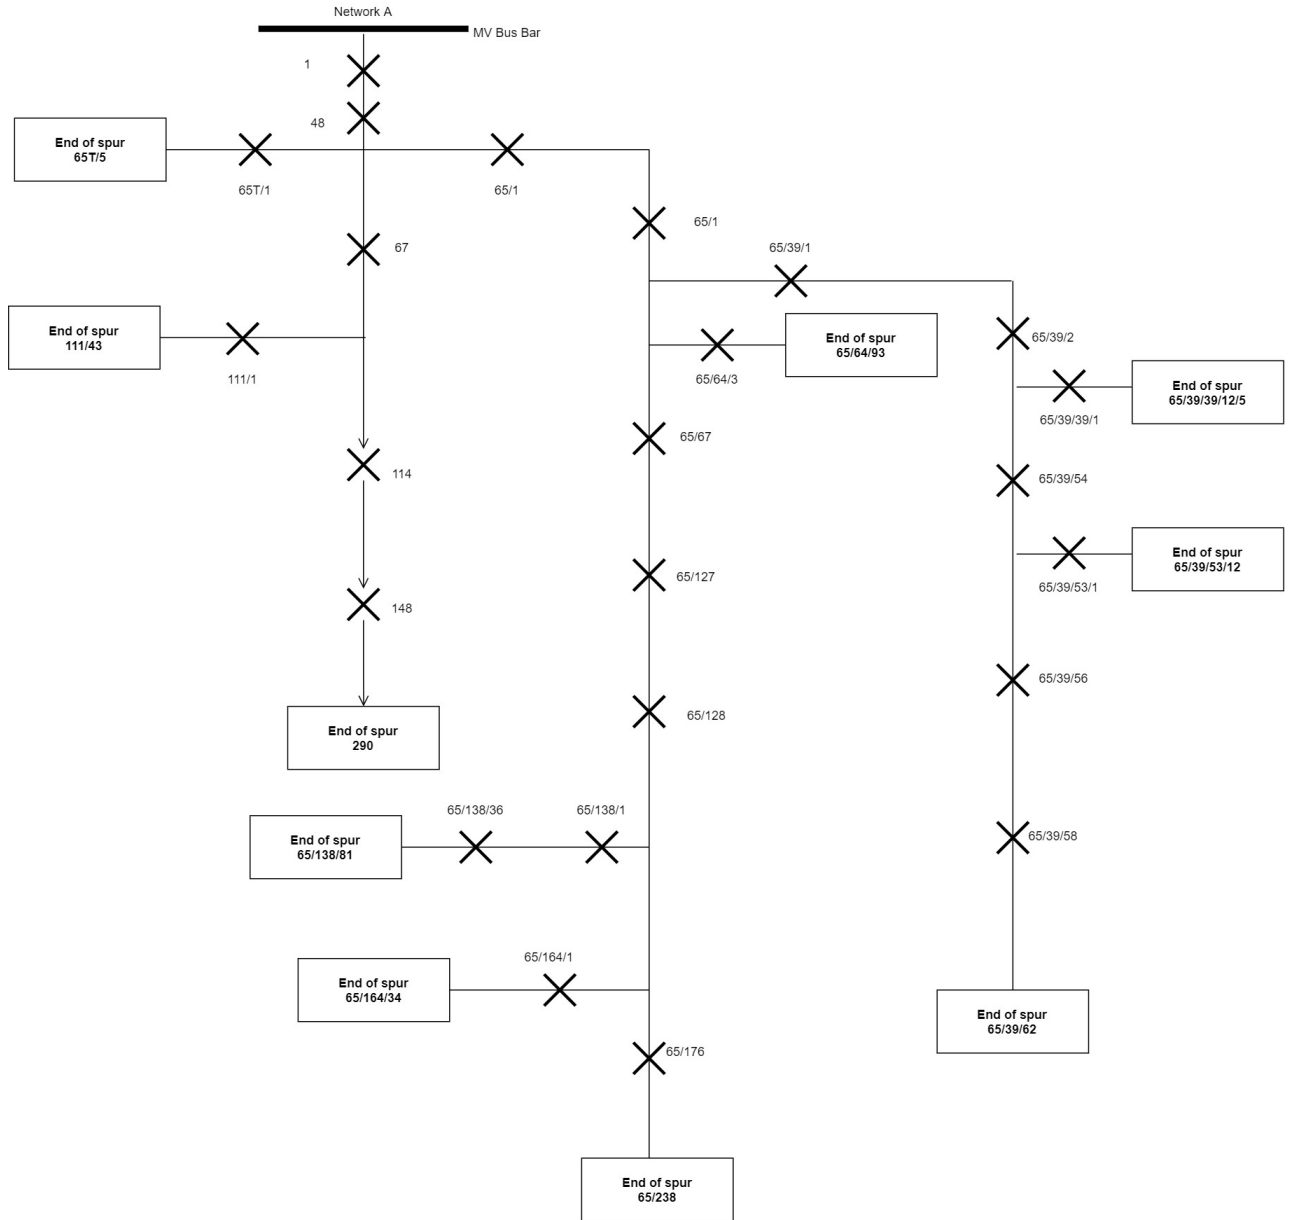 Network A
MV Bus Bar
1
48
End of spur
65T/5
65T/1
65/1
65/1
67
65/39/1
End of spur
111/43
111/1
End of spur
65/64/93
65/64/3
65/39/2
End of spur
65/39/39/12/5
65/39/39/1
65/67
114
65/39/54
End of spur
65/39/53/12
65/39/53/1
65/127
148
65/39/56
65/128
End of spur
290
65/138/36
65/138/1
End of spur
65/138/81
65/39/58
65/164/1
End of spur
65/164/34
End of spur
65/39/62
65/176
End of spur
65/238